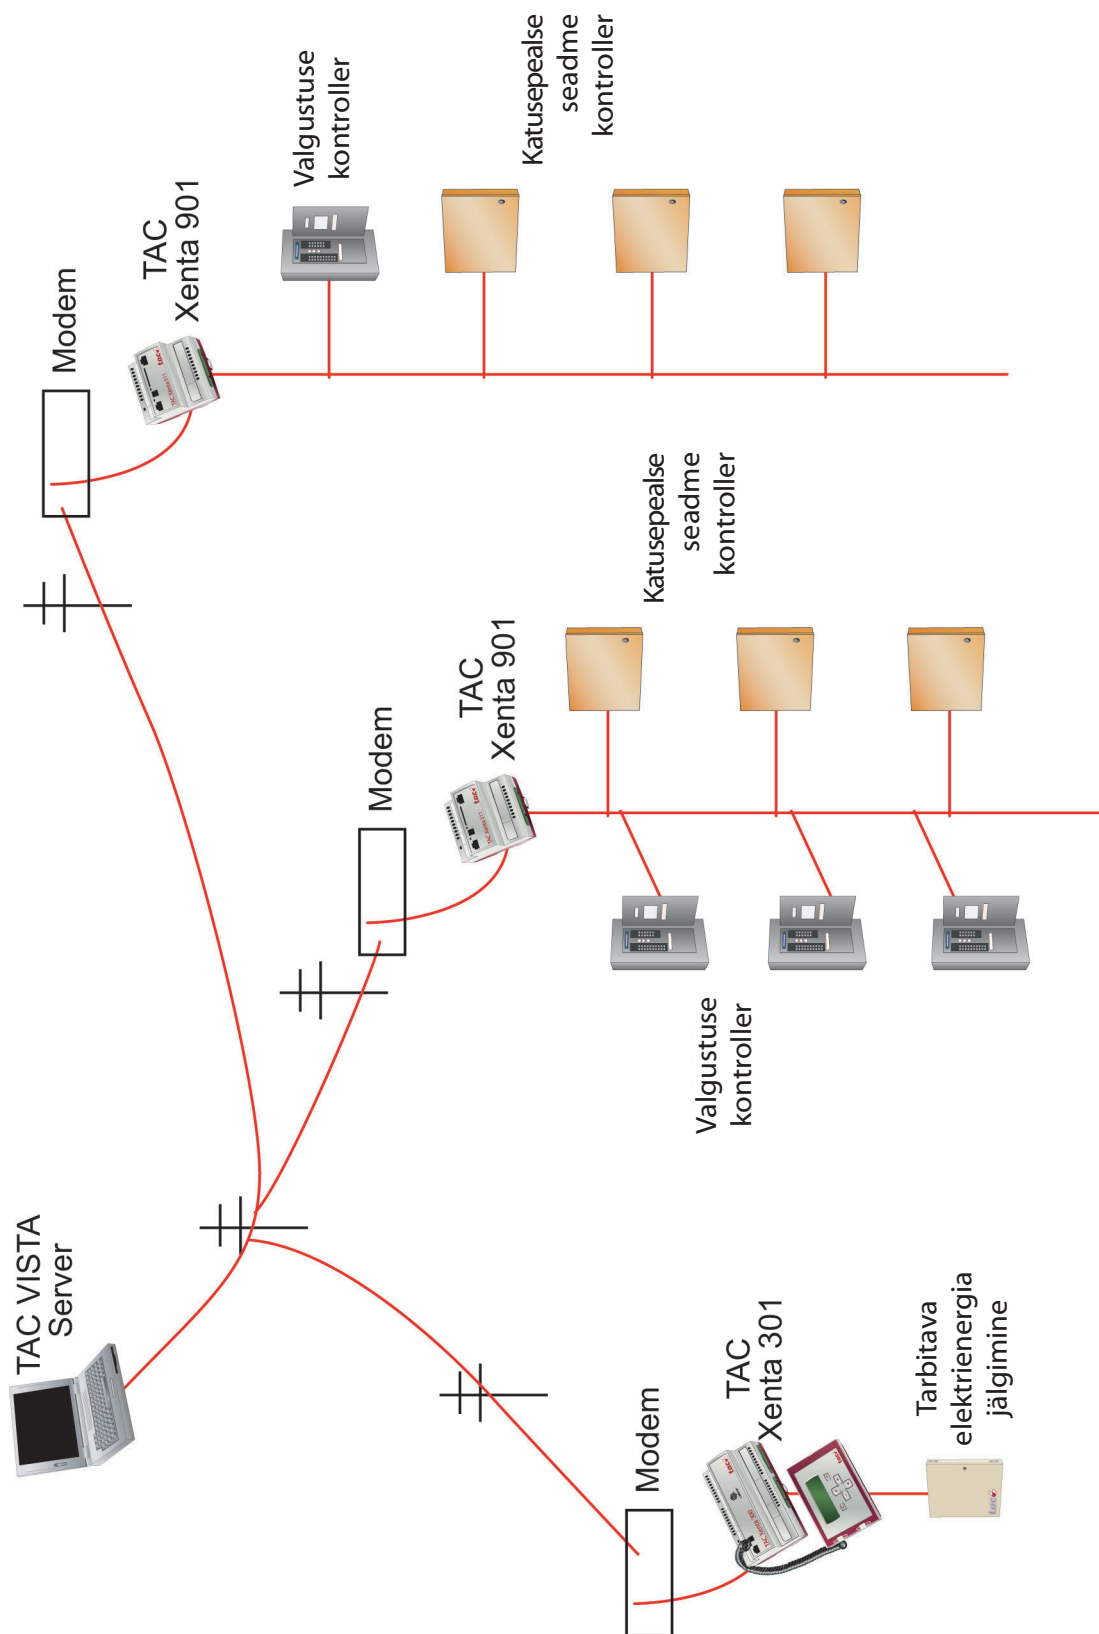 TAC VISTA
Server
Modem
TAC
Xenta 901
Valgustuse
kontroller
Katusepealse
seadme
kontroller
Modem
TAC
Xenta 901
Katusepealse
seadme
kontroller
Valgustuse
kontroller
Modem
TAC
Xenta 301
Tarbitava
elektrienergia
jälgimine